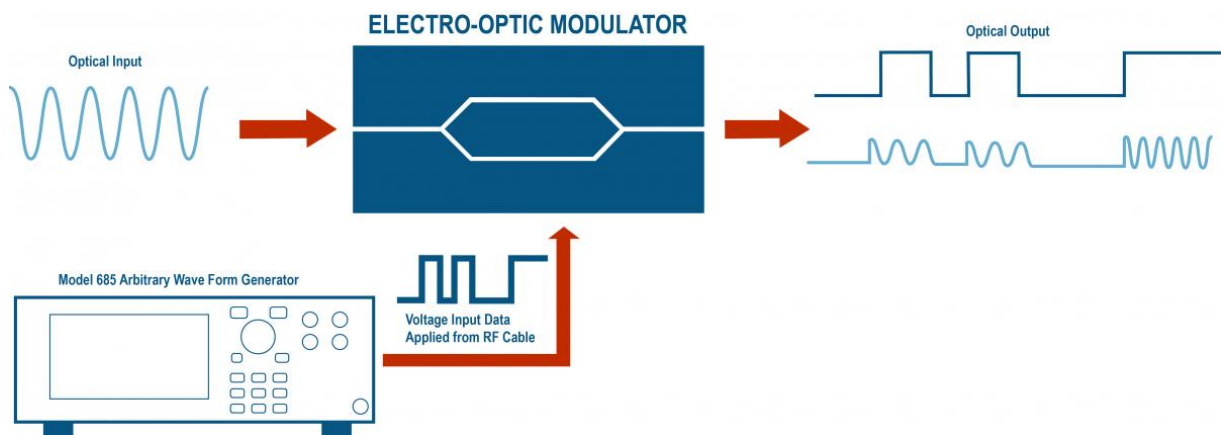 ELECTRO-OPTIC MODULATOR
Optical Input
Optical Output
Model 685 Arbitrary Wave Form Generator
Voltage Input Data
Applied from RF Cable